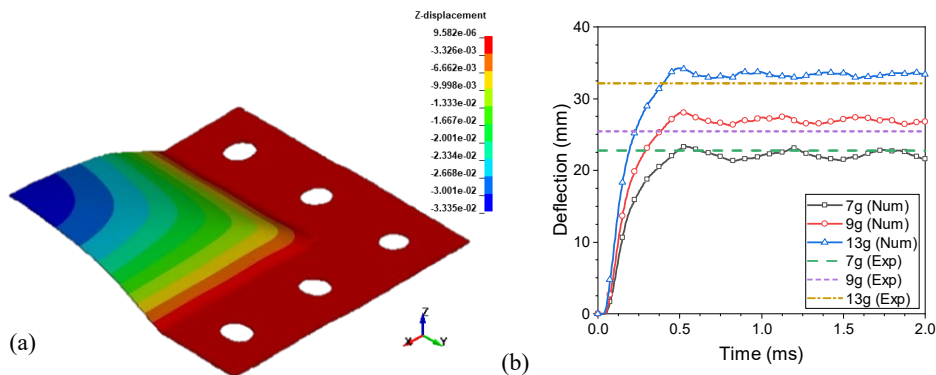 Z-displacement
9.582e-06
-3.326e-03
-6.662e-03
-9.998e-03
-1.333e-02
-1.667e-02
-2.001e-02
-2.334e-02
-2.668e-02
-3.001e-02
-3.335e-02
Z
X
Y
(a)
40
30
20
10
0
Deflection (mm)
0.0 0.5 1.0 1.5 2.0
Time (ms)
7g (Num)
9g (Num)
13g (Num)
7g (Exp)
9g (Exp)
13g (Exp)
(b)